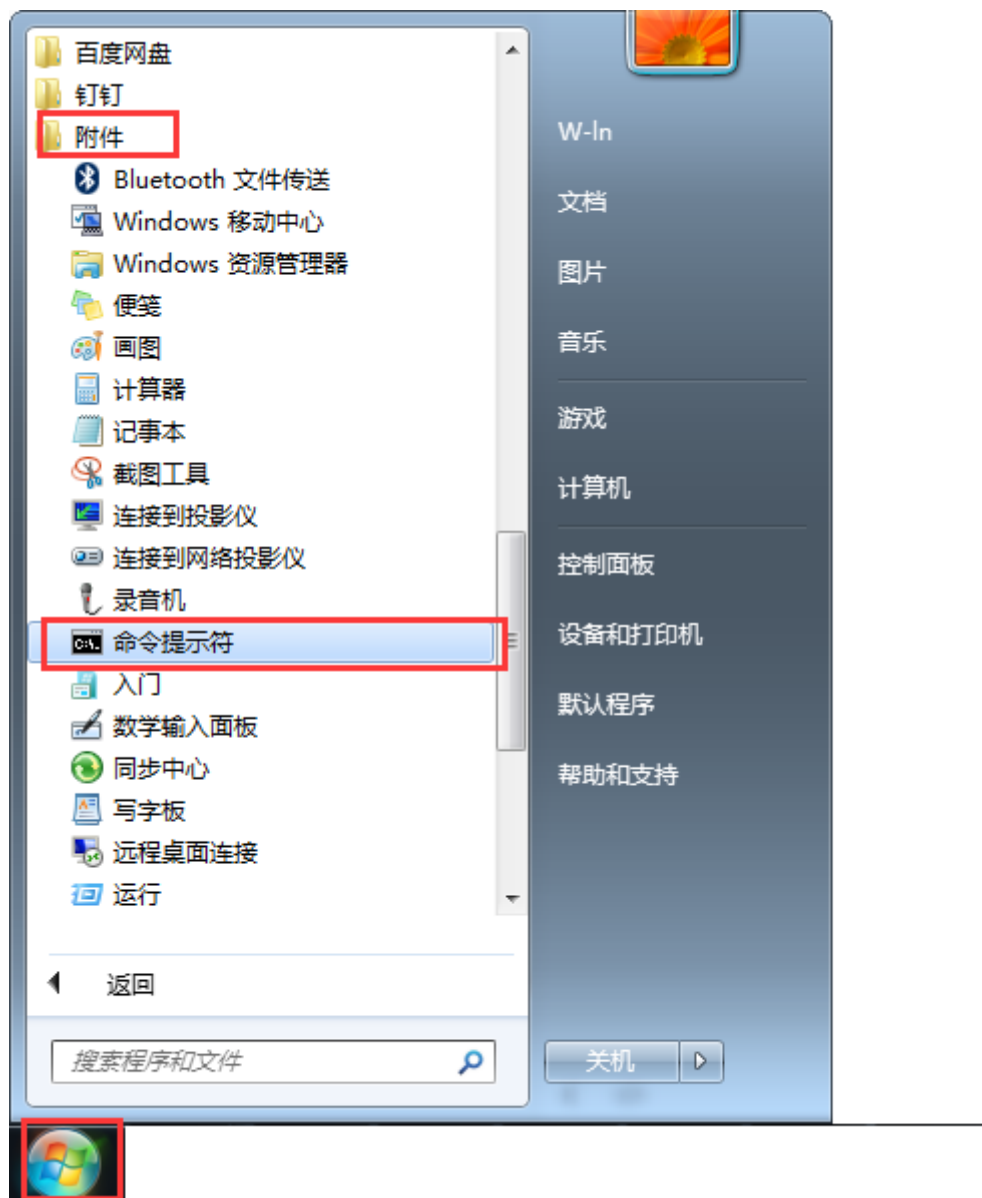 百度网盘
钉钉
附件
Bluetooth 文件传送
Windows 移动中心
Windows 资源管理器
便笺
画图
计算器
记事本
截图工具
连接到投影仪
连接到网络投影仪
录音机
C:\.
命令提示符
入门
数学输入面板
同步中心
写字板
远程桌面连接
运行
返回
搜索程序和文件
W-ln
文档
图片
音乐
游戏
计算机
控制面板
设备和打印机
默认程序
帮助和支持
关机